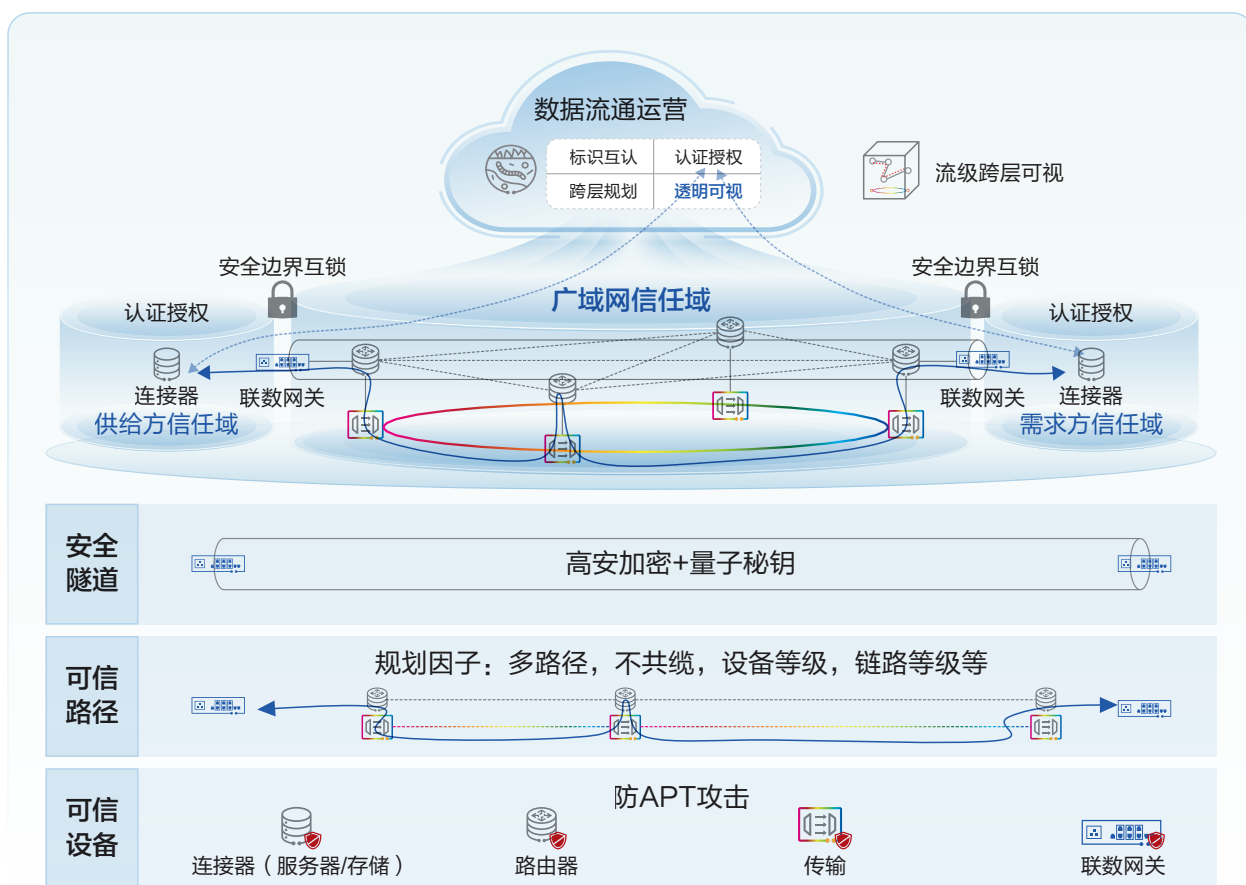 数据流通运营
标识互认 认证授权
跨层规划 透明可视
流级跨层可视
安全边界互锁 安全边界互锁
广域网信任域
认证授权 认证授权
连接器 联数网关 联数网关 连接器
供给方信任域 需求方信任域
安全
隧道
高安加密+量子秘钥
可信
路径
规划因子：多路径，不共缆，设备等级，链路等级等
可信
设备
防APT攻击
连接器（服务器/存储） 路由器 传输 联数网关